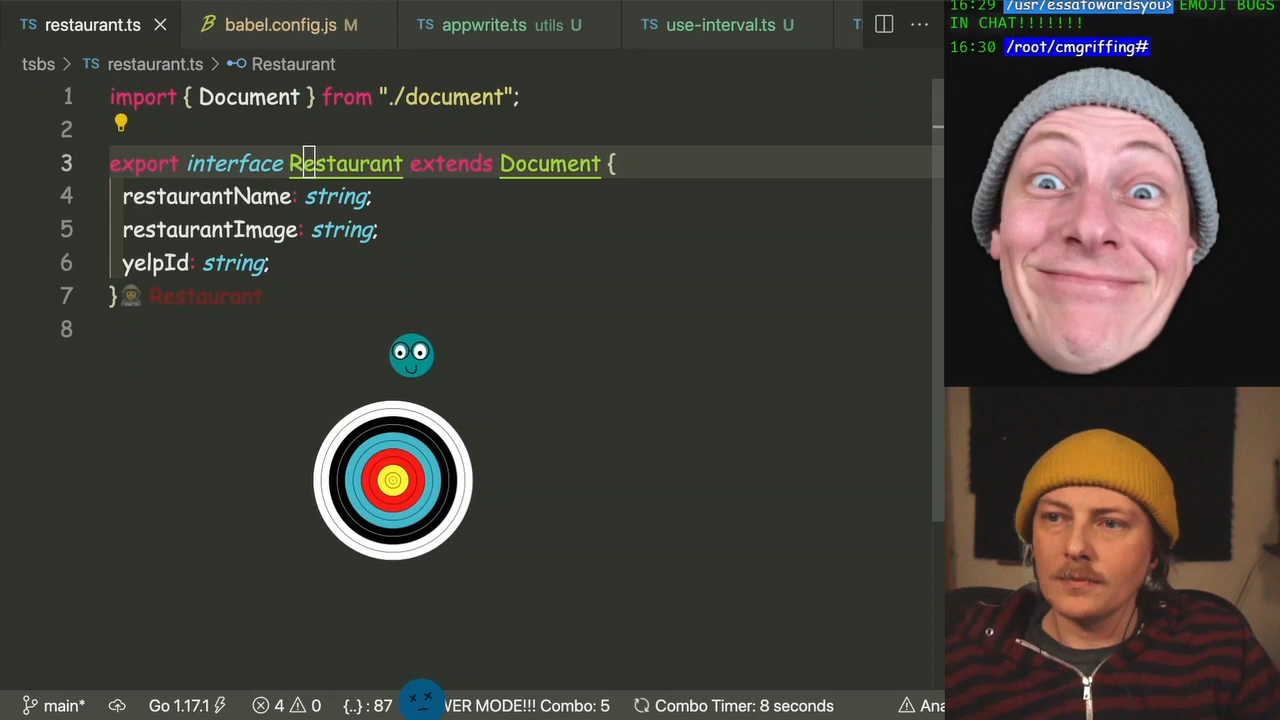 TS restaurant.ts
babel.config.js M
TS appwrite.ts utils U
TS use-interval.ts U
TS
tsbs > TS restaurant.ts > Restaurant
1 import { Document } from "./document";
2
3 export interface Restaurant extends Document {
4 restaurantName: string;
5 restaurantImage: string;
6 yelpId: string;
7 } Restaurant
8
main* Go 1.17.1 4 0 {..} : 87 WER MODE!!! Combo: 5 Combo Timer: 8 seconds Ana
16:29 /usr/essatowardsyou> EMOJI BUGS
IN CHAT!!!!!!!
16:30 /root/cmgriffing#